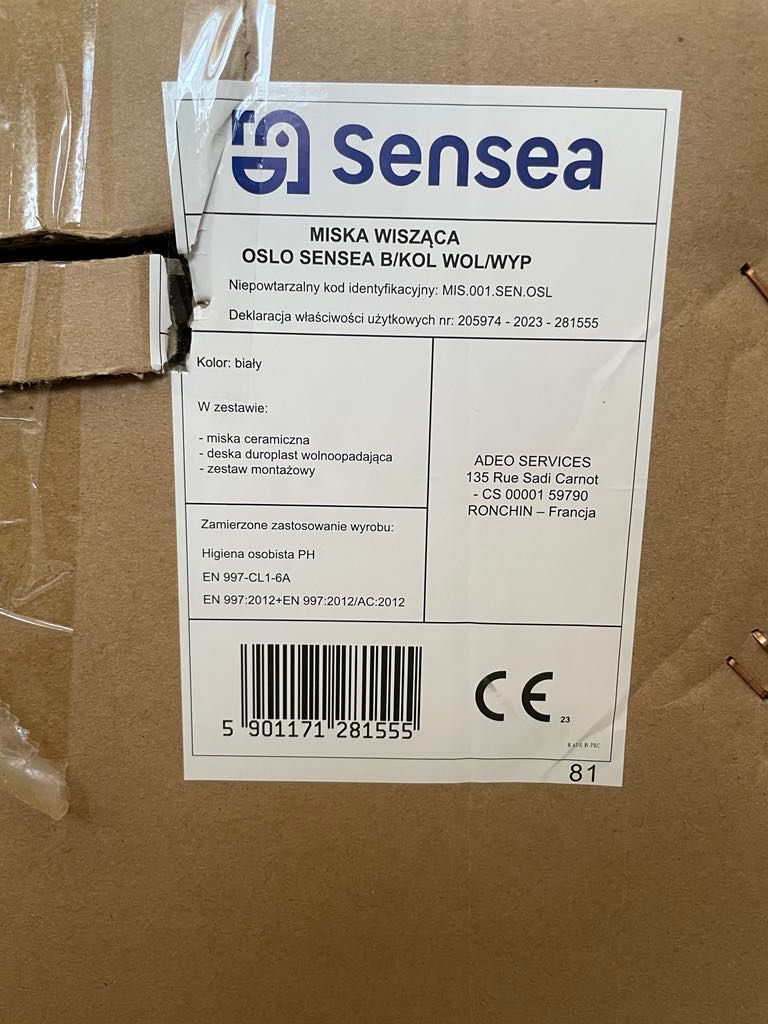 sensea
MISKA WISZĄCA
OSLO SENSEA B/KOL WOL/WYP
Niepowtarzalny kod identyfikacyjny: MIS.001.SEN.OSL
Deklaracja właściwości użytkowych nr: 205974 - 2023 - 281555
Kolor: biały
W zestawie:
- miska ceramiczna
- deska duroplast wolnoopadająca
- zestaw montażowy
ADEO SERVICES
135 Rue Sadi Carnot
- CS 00001 59790
RONCHIN – Francja
Zamierzone zastosowanie wyrobu:
Higiena osobista PH
EN 997-CL1-6A
EN 997:2012+EN 997:2012/AC:2012
5 901171 281555
CE 23
MADE IN PRC
81